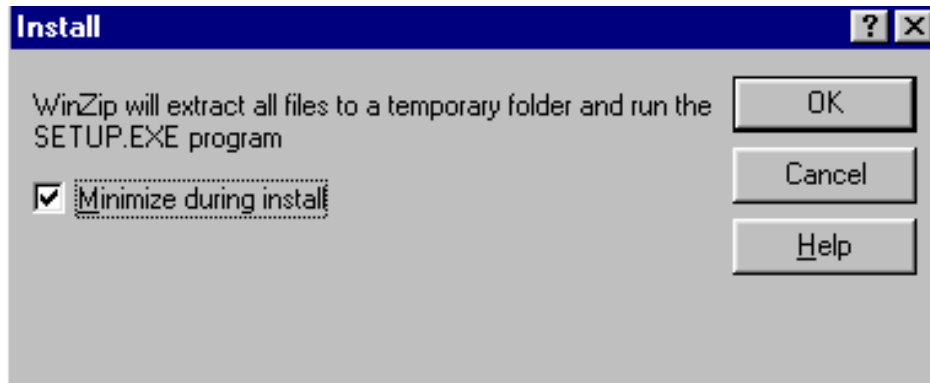 Install
WinZip will extract all files to a temporary folder and run the
SETUP.EXE program
Minimize during install
OK
Cancel
Help